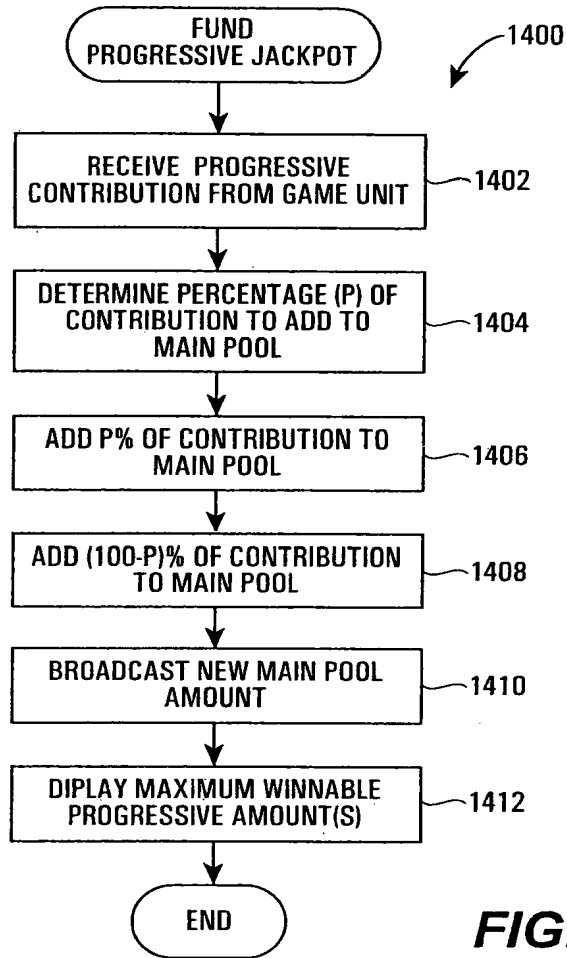 FUND
PROGRESSIVE JACKPOT
1400
RECEIVE PROGRESSIVE
CONTRIBUTION FROM GAME UNIT
1402
DETERMINE PERCENTAGE (P) OF
CONTRIBUTION TO ADD TO
MAIN POOL
1404
ADD P% OF CONTRIBUTION TO
MAIN POOL
1406
ADD (100-P)% OF CONTRIBUTION
TO MAIN POOL
1408
BROADCAST NEW MAIN POOL
AMOUNT
1410
DIPLAY MAXIMUM WINNABLE
PROGRESSIVE AMOUNT(S)
1412
END
FIG.